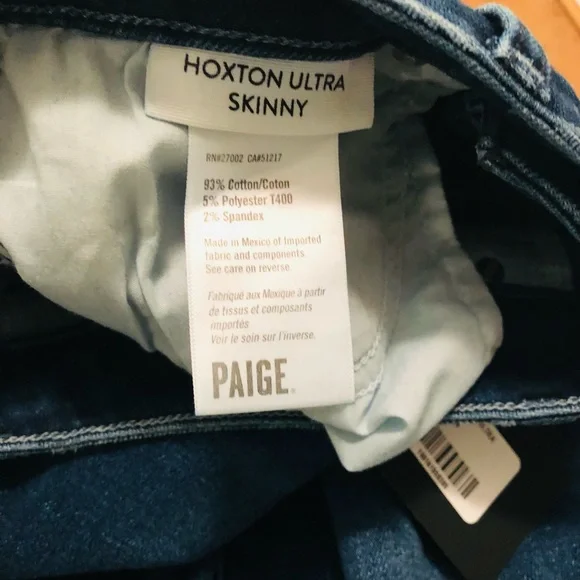 HOXTON ULTRA
SKINNY
RN#27002 CA#51217
93% Cotton/Coton
5% Polyester T400
2% Spandex
Made in Mexico of Imported
fabric and components.
See care on reverse.
Fabriqué aux Mexique à partir
de tissus et composants
importés
Voir le soin sur l'inverse.
PAIGE